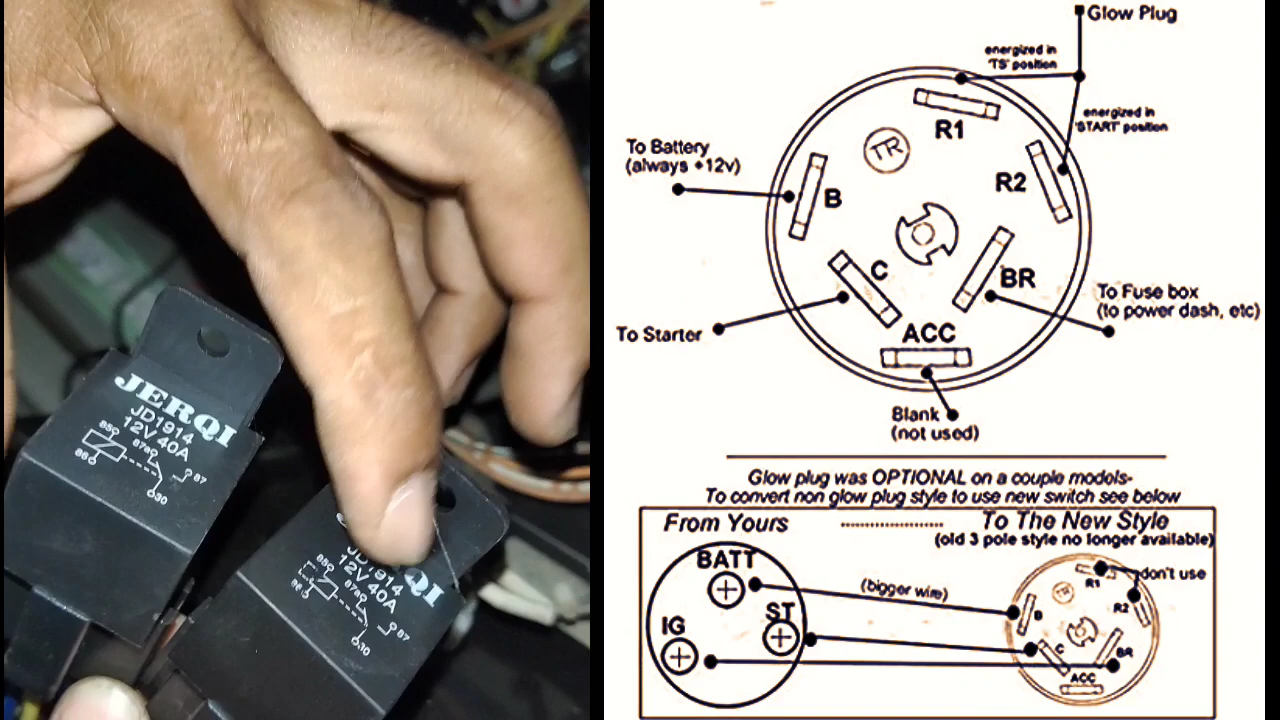 JERQI
JD1914
12V 40A
85
87a
86
87
30
12V 40A
85
87a
86
87
30
Glow Plug
energized in
'TS' position
energized in
'START' position
R1
TR
To Battery
(always +12v)
B
R2
C
BR
To Fuse box
(to power dash, etc)
To Starter
ACC
Blank
(not used)
Glow plug was OPTIONAL on a couple models-
To convert non glow plug style to use new switch see below
From Yours
To The New Style
(old 3 pole style no longer available)
BATT
(bigger wire)
ST
IG
R1
don't use
TR
R2
B
C
BR
ACC